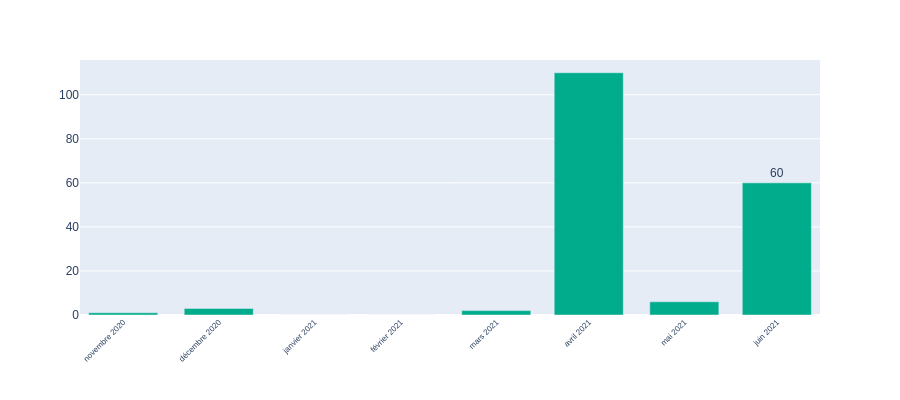 100
80
60
40
20
0
60
novembre 2020
décembre 2020
janvier 2021
février 2021
mars 2021
avril 2021
mai 2021
juin 2021